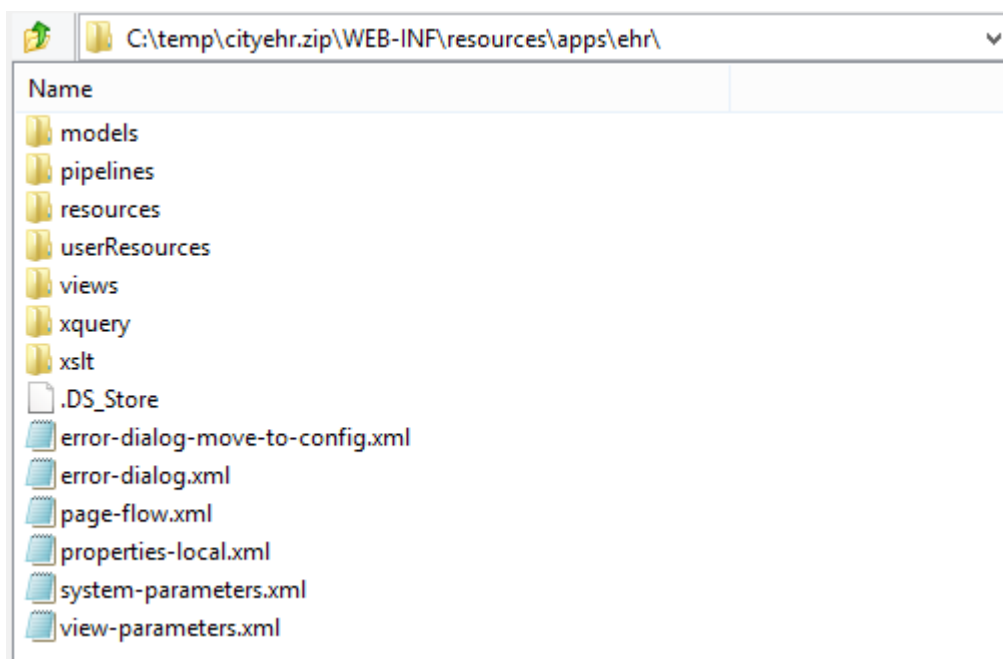 C:\temp\cityehr.zip\WEB-INF\resources\apps\ehr\
Name
models
pipelines
resources
userResources
views
xquery
xslt
.DS_Store
error-dialog-move-to-config.xml
error-dialog.xml
page-flow.xml
properties-local.xml
system-parameters.xml
view-parameters.xml